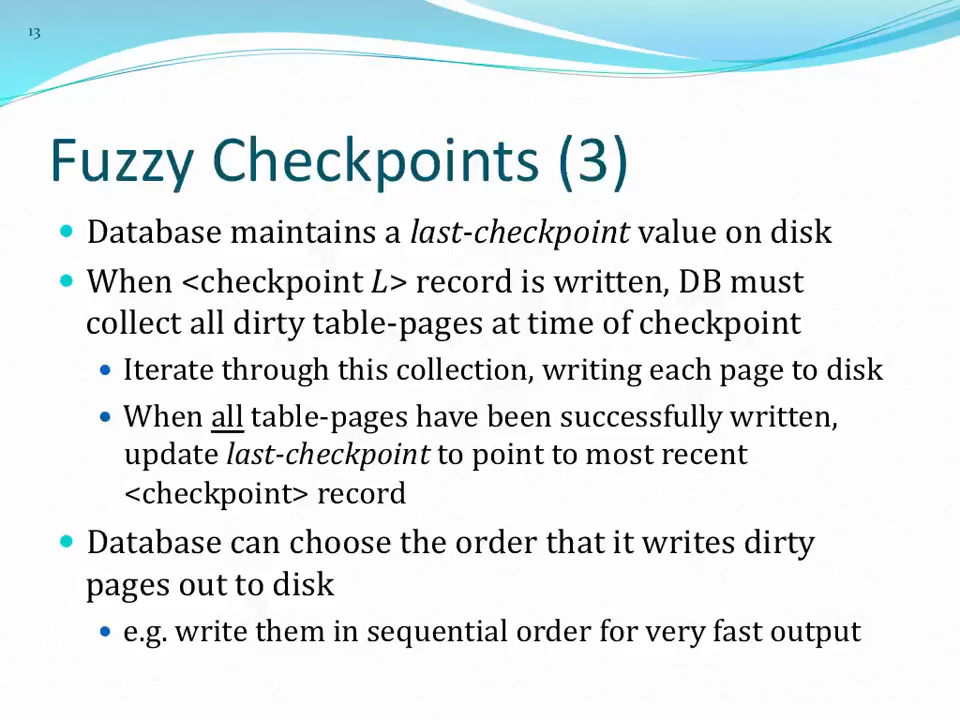 13
Fuzzy Checkpoints (3)
• Database maintains a last-checkpoint value on disk
• When <checkpoint L> record is written, DB must
collect all dirty table-pages at time of checkpoint
• Iterate through this collection, writing each page to disk
• When all table-pages have been successfully written,
update last-checkpoint to point to most recent
<checkpoint> record
• Database can choose the order that it writes dirty
pages out to disk
• e.g. write them in sequential order for very fast output